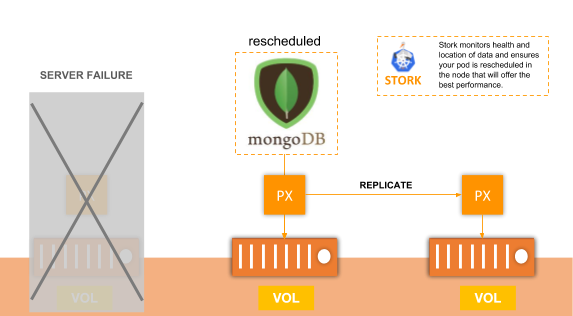 rescheduled
SERVER FAILURE
mongoDB
STORK
Stork monitors health and
location of data and ensures
your pod is rescheduled in
the node that will offer the
best performance.
PX
PX
REPLICATE
PX
VOL
VOL
VOL